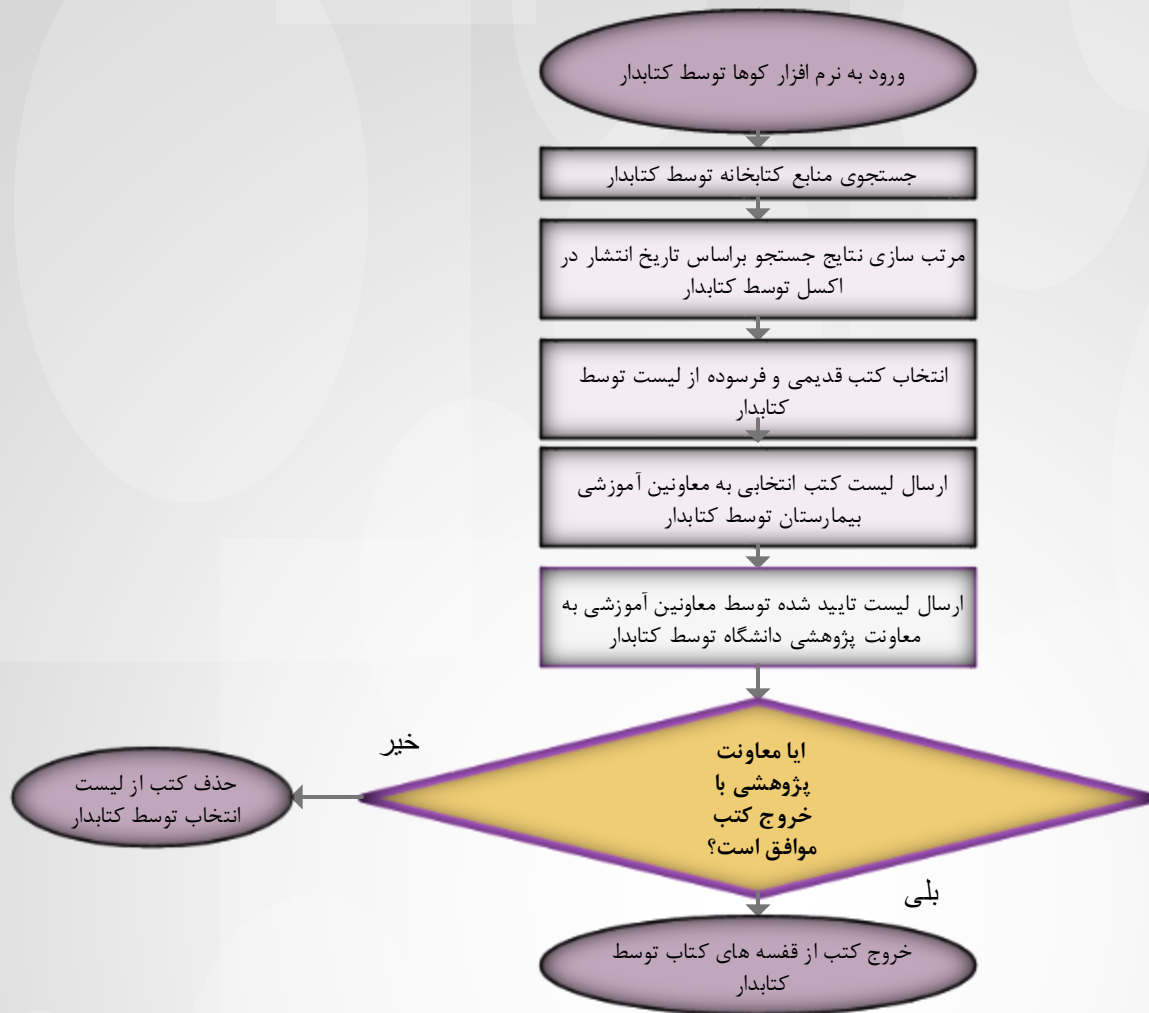 ورود به نرم افزار کوها توسط کتابدار
جستجوی منابع کتابخانه توسط کتابدار
مرتب سازی نتایج جستجو براساس تاریخ انتشار در
اکسل توسط کتابدار
انتخاب کتب قدیمی و فرسوده از لیست توسط
کتابدار
ارسال لیست کتب انتخابی به معاونین آموزشی
بیمارستان توسط کتابدار
ارسال لیست تایید شده توسط معاونین آموزشی به
معاونت پژوهشی دانشگاه توسط کتابدار
ایا معاونت
پژوهشی با
خروج کتب
موافق است؟
خیر
حذف کتب از لیست
انتخاب توسط کتابدار
بلی
خروج کتب از قفسه های کتاب توسط
کتابدار